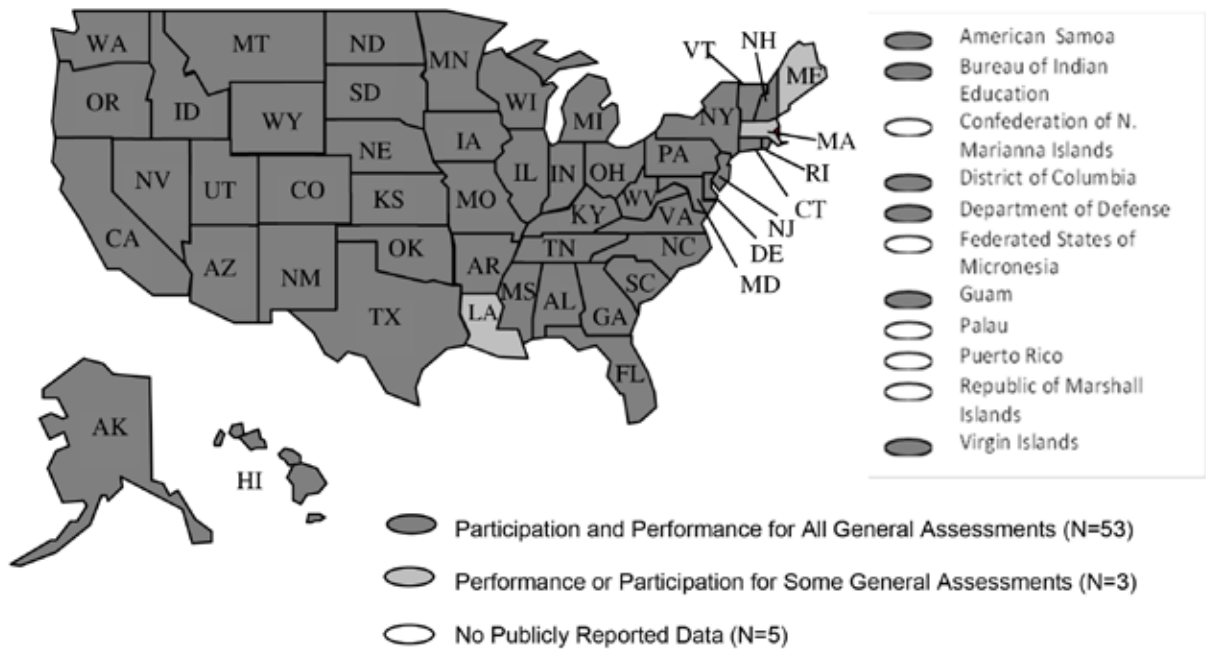 WA
MT
ND
MN
VT
NH
ME
OR
ID
SD
WI
NY
WY
MI
MA
IA
NE
PA
RI
NV
UT
CO
IL
IN
OH
CT
KS
MO
WV
VA
NJ
KY
DE
CA
OK
TN
NC
MD
AZ
NM
AR
SC
MS
AL
GA
TX
LA
FL
AK
HI
American Samoa
Bureau of Indian
Education
Confederation of N.
Marianna Islands
District of Columbia
Department of Defense
Federated States of
Micronesia
Guam
Palau
Puerto Rico
Republic of Marshall
Islands
Virgin Islands
Participation and Performance for All General Assessments (N=53)
Performance or Participation for Some General Assessments (N=3)
No Publicly Reported Data (N=5)